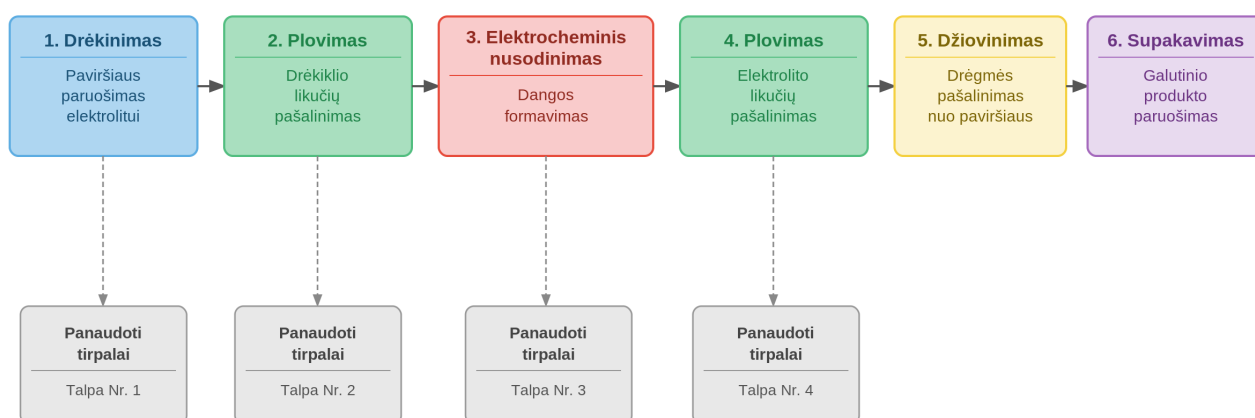 1. Drėkinimas
Paviršiaus
paruošimas
elektrolitui
2. Plovimas
Drėkiklio
likučių
pašalinimas
3. Elektrocheminis
nusodinimas
Dangos
formavimas
4. Plovimas
Elektrolito
likučių
pašalinimas
5. Džiovinimas
Drėgmės
pašalinimas
nuo paviršiaus
6. Supakavimas
Galutinio
produkto
paruošimas
Panaudoti
tirpalai
Talpa Nr. 1
Panaudoti
tirpalai
Talpa Nr. 2
Panaudoti
tirpalai
Talpa Nr. 3
Panaudoti
tirpalai
Talpa Nr. 4